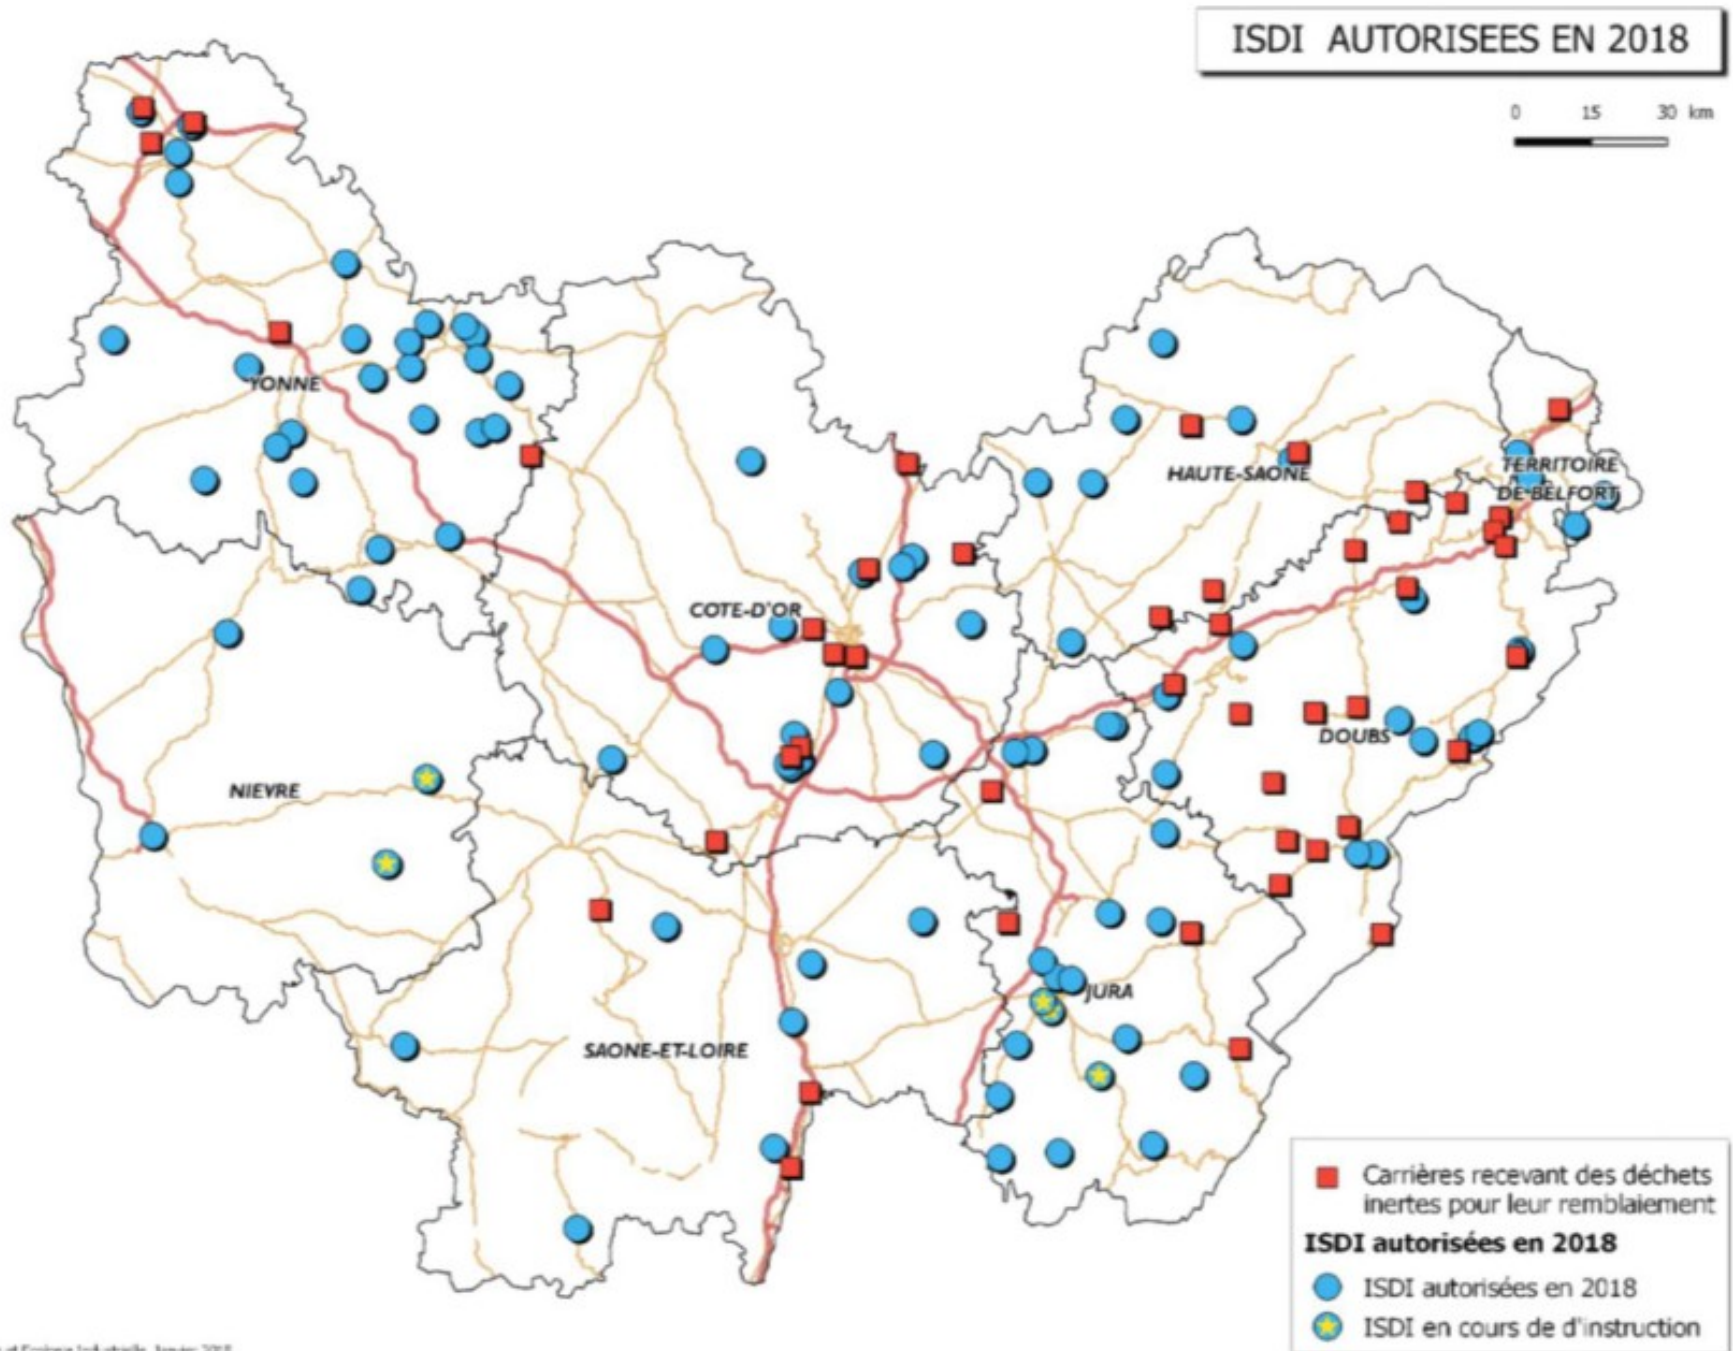 ISDI AUTORISEES EN 2018
0 15 30 km
YONNE
HAUTE-SAONE
TERRITOIRE
DE BELFORT
COTE-D'OR
DOUBS
NIEVRE
JURA
SAONE-ET-LOIRE
Carrières recevant des déchets
inertes pour leur remblaiement
ISDI autorisées en 2018
ISDI autorisées en 2018
ISDI en cours de d'instruction